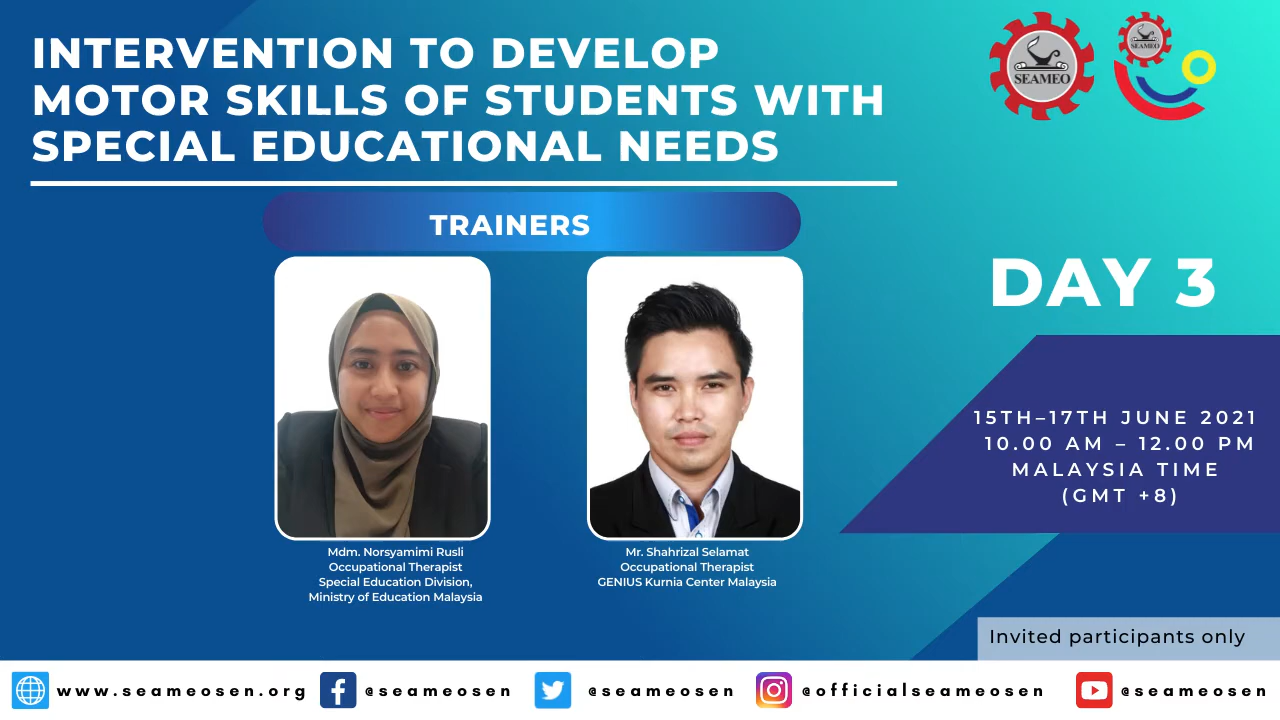 INTERVENTION TO DEVELOP
MOTOR SKILLS OF STUDENTS WITH
SPECIAL EDUCATIONAL NEEDS
SEAMEO
SEAMEO
TRAINERS
DAY 3
15TH–17TH JUNE 2021
10.00 AM – 12.00 PM
MALAYSIA TIME
(GMT +8)
Mdm. Norsyamimi Rusli
Occupational Therapist
Special Education Division,
Ministry of Education Malaysia
Mr. Shahrizal Selamat
Occupational Therapist
GENIUS Kurnia Center Malaysia
Invited participants only
www.seameosen.org
@seameosen
@seameosen
@officialseameosen
@seameosen